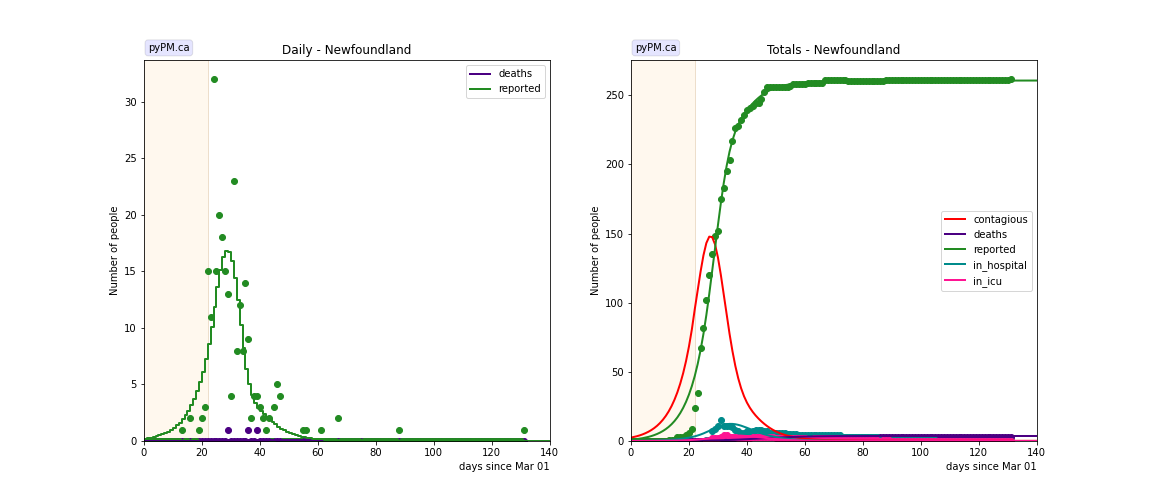 pyPM.ca
Daily - Newfoundland
Number of people
30
25
20
15
10
5
0
deaths
reported
0 20 40 60 80 100 120 140
days since Mar 01
pyPM.ca
Totals - Newfoundland
Number of people
250
200
150
100
50
0
contagious
deaths
reported
in_hospital
in_icu
0 20 40 60 80 100 120 140
days since Mar 01